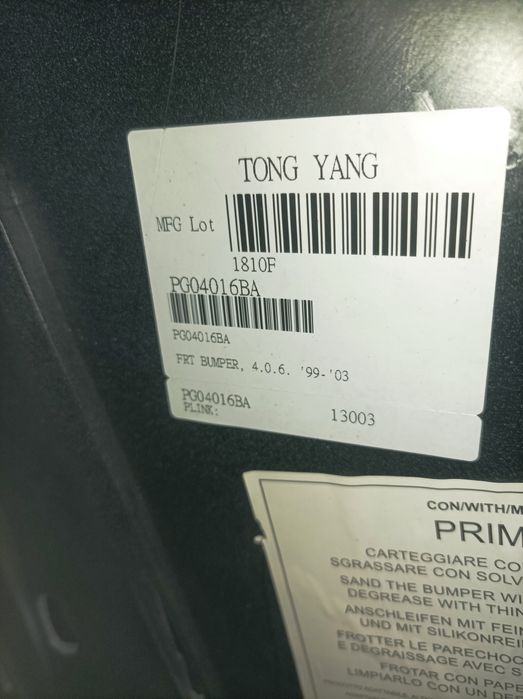 TONG YANG
MFG Lot
1810F
PG04016BA
PG04016BA
FRT BUMPER, 4.0.6. '99-'03
PG04016BA
PLINK: 13003
CON/WITH/M
PRIM
CARTEGGIARE CO
SGRASSARE CON SOLV
SAND THE BUMPER WI
DEGREASE WITH THIN
ANSCHLEIFEN MIT FEIN
UND MIT SILIKONREI
FROTTER LE PARECHOC
E DEGRAISSAGE AVEC S
FROTAR CON PAPE
LIMPIARLO CON UN DE